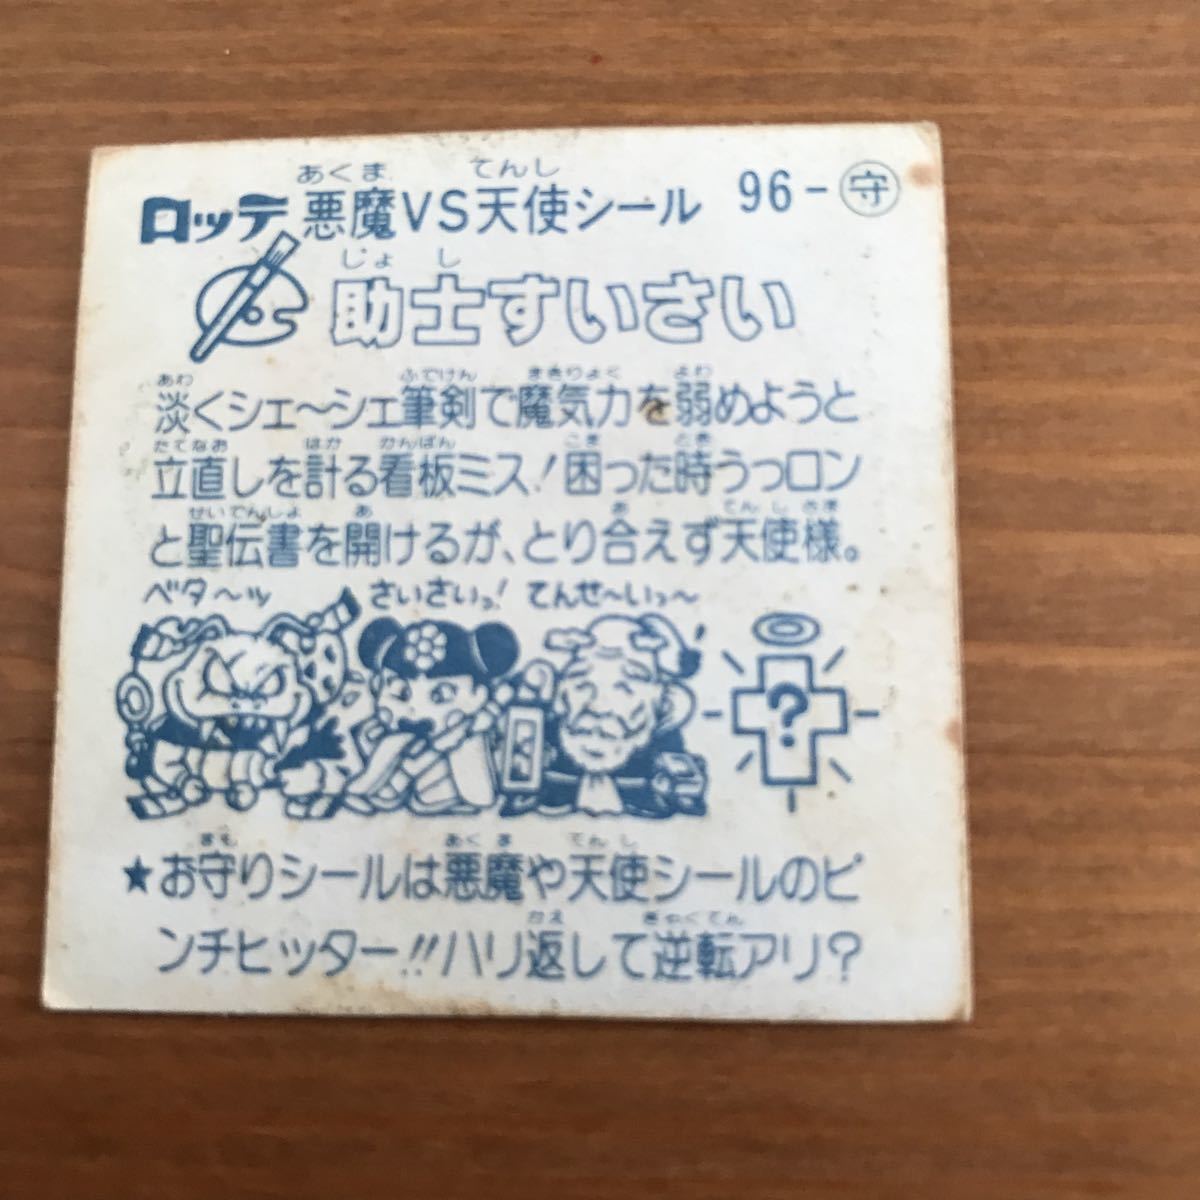 あくま てんし
ロッテ 悪魔VS天使シール 96-守
じょ し
助士すいさい
あわ ふでけん まきりょく よわ
淡くシェ〜シェ筆剣で魔気力を弱めようと
たてなお はか かんばん こま とき
立直しを計る看板ミス!困った時うっロン
せいでんしょ あ あ てんしさま
と聖伝書を開けるが、とり合えず天使様。
ベタ〜ッ さいさいっ! てんせ〜いっ〜
?
まも あくま てんし
★お守りシールは悪魔や天使シールのピ
かえ ぎゃくてん
ンチヒッター!!ハリ返して逆転アリ?